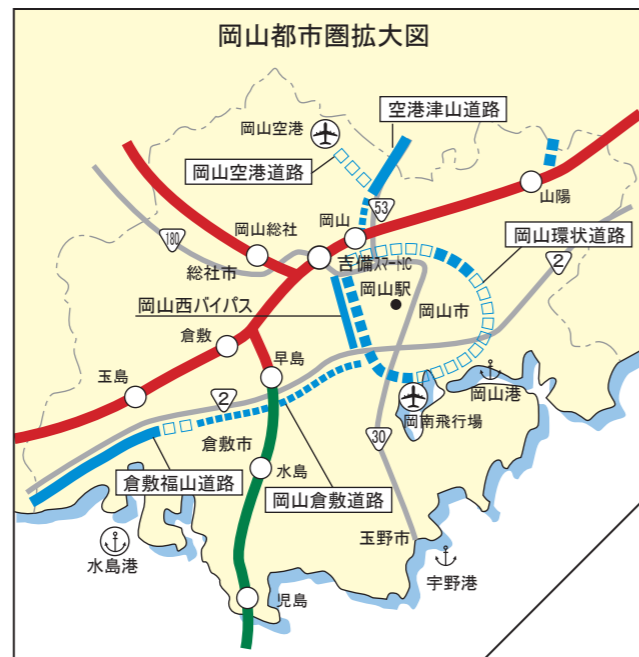 岡山都市圏拡大図
空港津山道路
岡山空港
岡山空港道路
53
山陽
岡山総社
岡山
180
岡山環状道路
総社市
吉備スマートIC
2
岡山駅
岡山西バイパス
岡山市
倉敷
早島
玉島
岡山港
2
岡南飛行場
倉敷市
30
水島
倉敷福山道路
岡山倉敷道路
玉野市
水島港
宇野港
児島